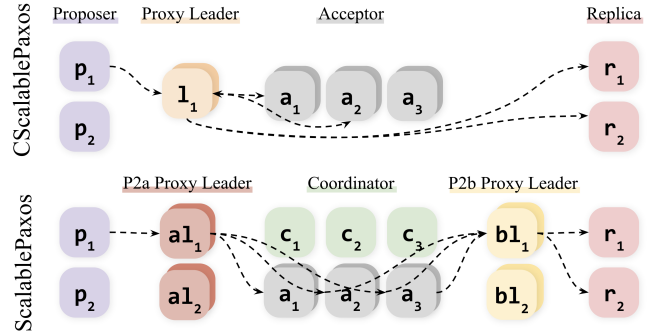 Proposer Proxy Leader Acceptor Replica
CScalablePaxos
p1 l1 a1 a2 a3 r1
p2 r2
P2a Proxy Leader Coordinator P2b Proxy Leader
ScalablePaxos
p1 al1 c1 c2 c3 bl1 r1
p2 al2 a1 a2 a3 bl2 r2